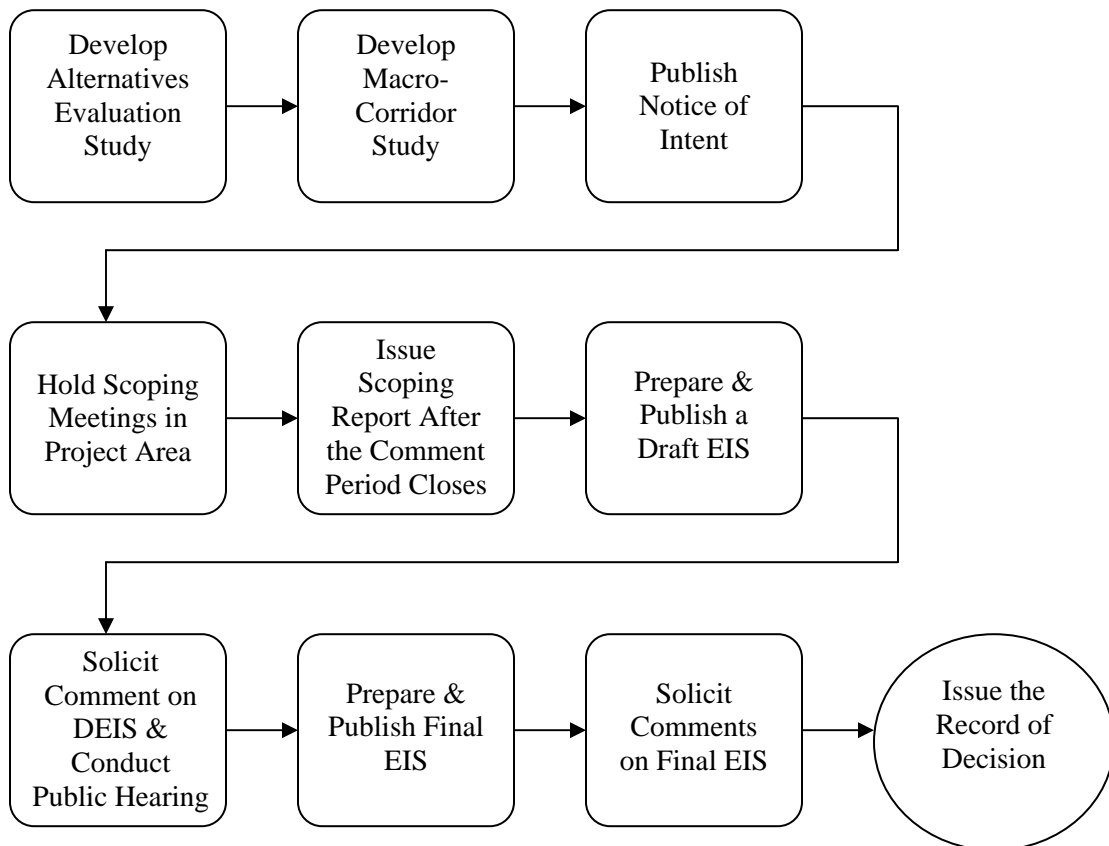 Develop
Alternatives
Evaluation
Study
Develop
Macro-
Corridor
Study
Publish
Notice of
Intent
Hold Scoping
Meetings in
Project Area
Issue
Scoping
Report After
the Comment
Period Closes
Prepare &
Publish a
Draft EIS
Solicit
Comment on
DEIS &
Conduct
Public Hearing
Prepare &
Publish Final
EIS
Solicit
Comments
on Final EIS
Issue the
Record of
Decision